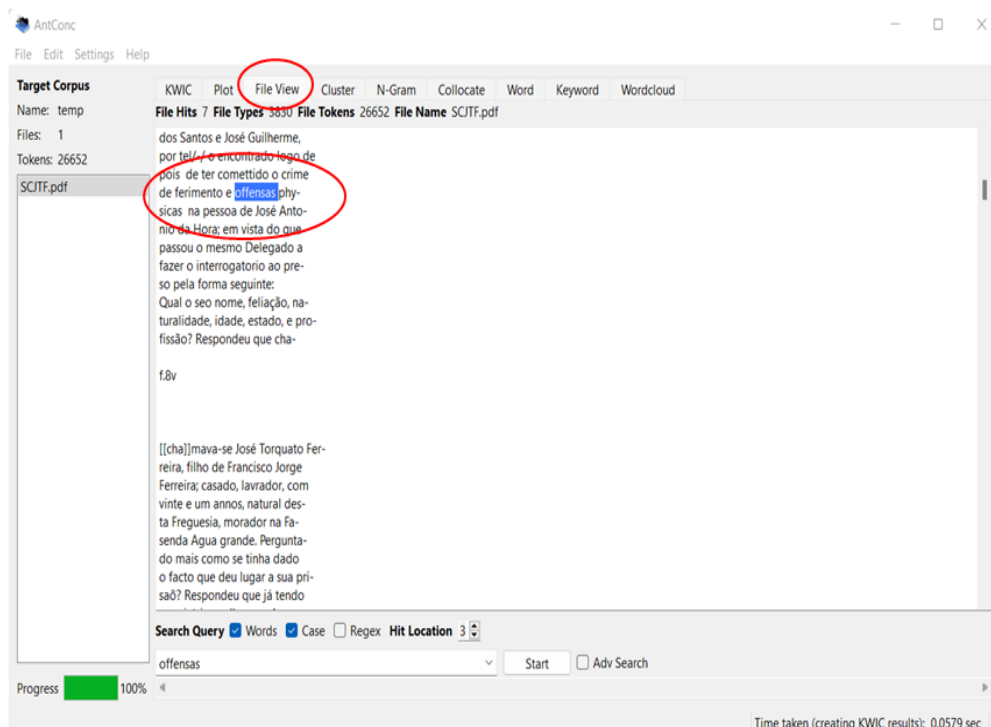 AntConc
File Edit Settings Help
Target Corpus
Name: temp
Files: 1
Tokens: 26652
SCJTF.pdf
KWIC Plot File View Cluster N-Gram Collocate Word Keyword Wordcloud
File Hits 7 File Types 3830 File Tokens 26652 File Name SCJTF.pdf
dos Santos e José Guilherme,
por tel/-/ o encontrado logo de
pois de ter comettido o crime
de ferimento e offensas phy-
sicas na pessoa de José Anto-
nio da Hora; em vista do que
passou o mesmo Delegado a
fazer o interrogatorio ao pre-
so pela forma seguinte:
Qual o seo nome, feliação, na-
turalidade, idade, estado, e pro-
fissão? Respondeu que cha-
f.8v
[[cha]]mava-se José Torquato Fer-
reira, filho de Francisco Jorge
Ferreira; casado, lavrador, com
vinte e um annos, natural des-
ta Freguesia, morador na Fa-
senda Agua grande. Pergunta-
do mais como se tinha dado
o facto que deu lugar a sua pri-
saõ? Respondeu que já tendo
Search Query Words Case Regex Hit Location 3
offensas Start Adv Search
Progress 100%
Time taken (creating KWIC results): 0.0579 sec